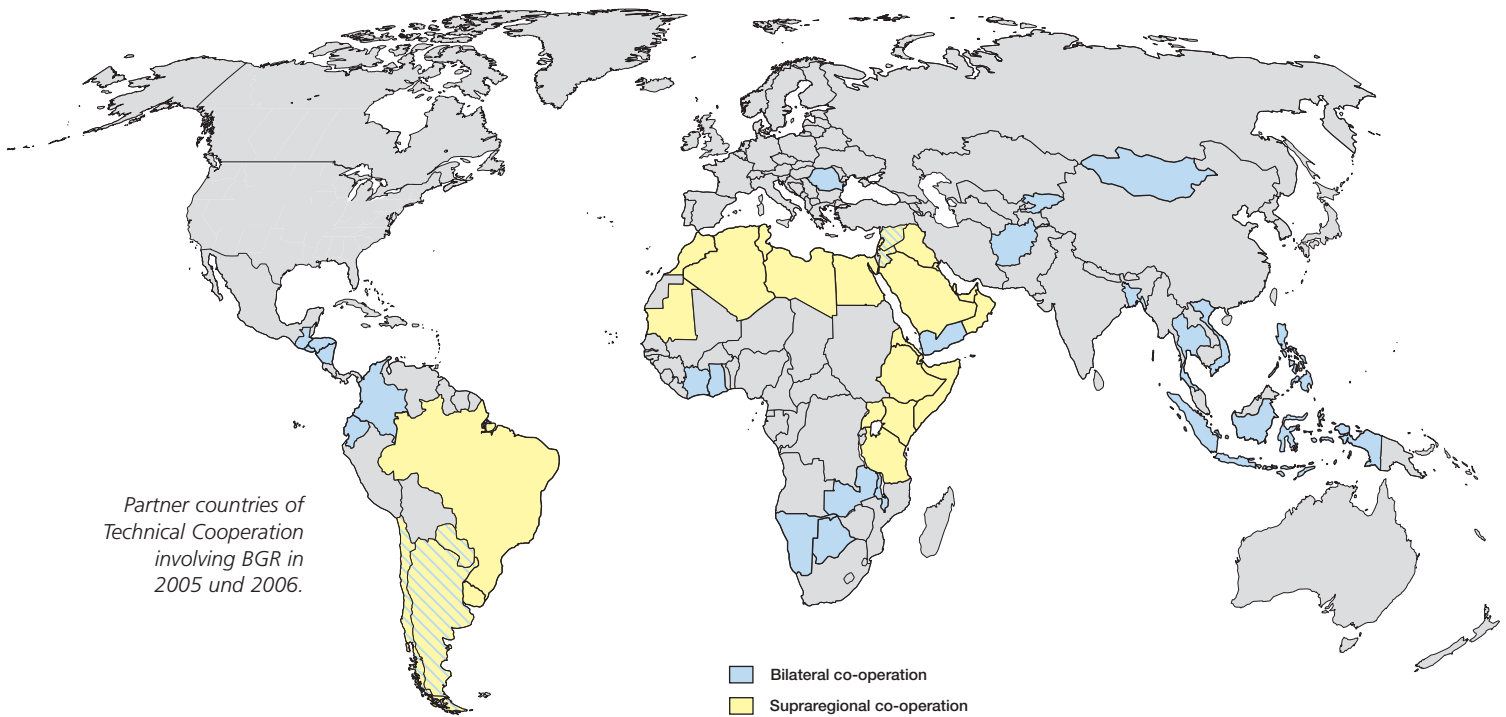 Partner countries of
Technical Cooperation
involving BGR in
2005 und 2006.
Bilateral co-operation
Supraregional co-operation